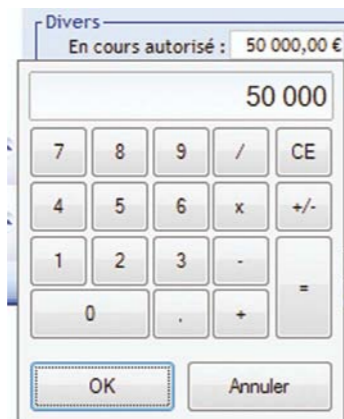 Divers
En cours autorisé : 50 000,00 €
50 000
7 8 9 / CE
4 5 6 x +/-
1 2 3 -
=
0 . +
OK Annuler